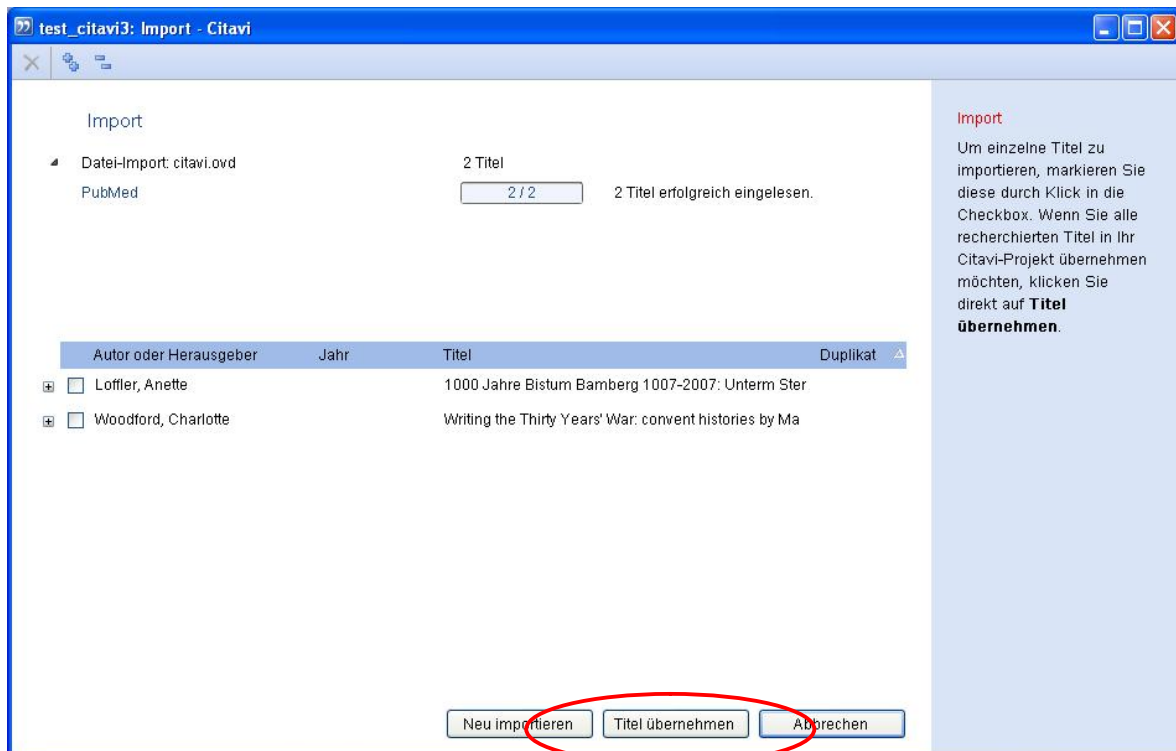 test_citavi3: Import - Citavi
Import
Datei-Import: citavi.ovd 2 Titel
PubMed 2 / 2 2 Titel erfolgreich eingelesen.
Autor oder Herausgeber Jahr Titel Duplikat
Loffler, Anette 1000 Jahre Bistum Bamberg 1007-2007: Unterm Ster
Woodford, Charlotte Writing the Thirty Years' War: convent histories by Ma
Neu importieren Titel übernehmen Abbrechen
Import
Um einzelne Titel zu
importieren, markieren Sie
diese durch Klick in die
Checkbox. Wenn Sie alle
recherchierten Titel in Ihr
Citavi-Projekt übernehmen
möchten, klicken Sie
direkt auf Titel
übernehmen.